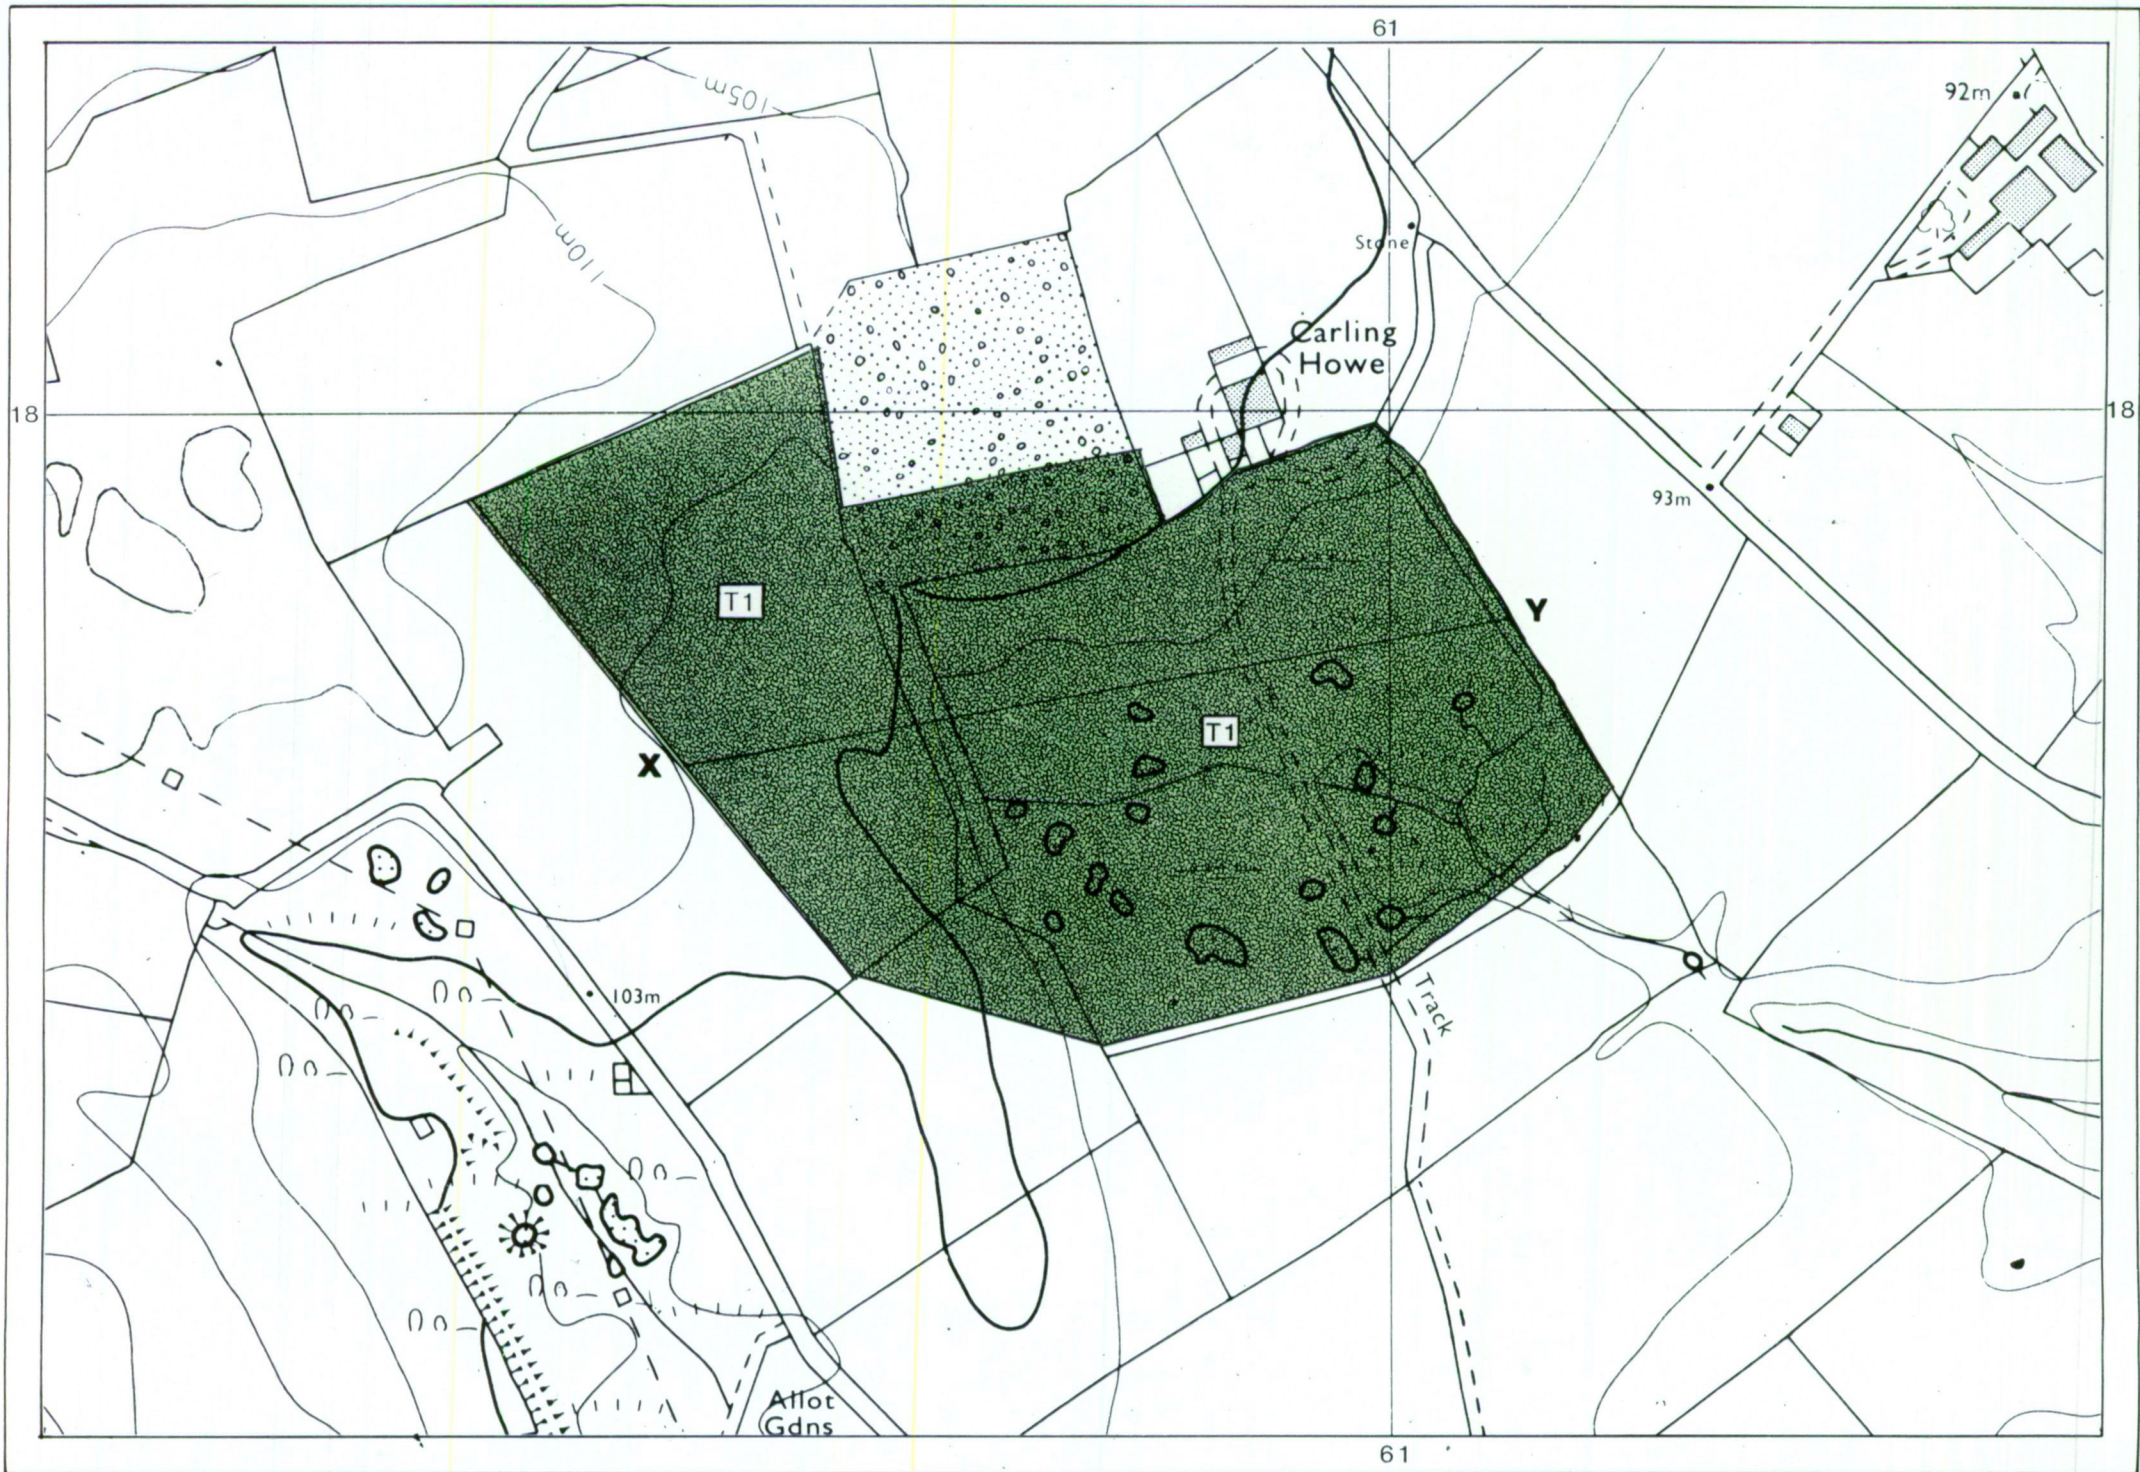 61
105m
92m
110m
Stone
Carling
Howe
18
18
93m
T1
Y
T1
X
103m
Track
Allot
Gdns
61